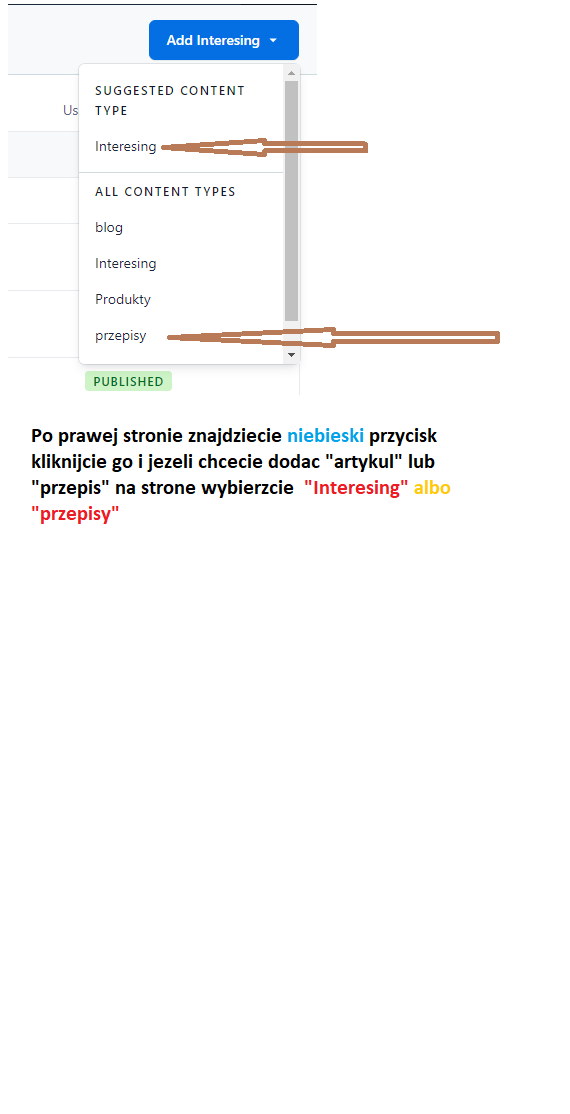 Add Interesing
SUGGESTED CONTENT
TYPE
Us
Interesing
ALL CONTENT TYPES
blog
Interesing
Produkty
przepisy
PUBLISHED
Po prawej stronie znajdziecie niebieski przycisk
kliknijcie go i jezeli chcecie dodac "artykul" lub
"przepis" na strone wybierzcie "Interesing" albo
"przepisy"